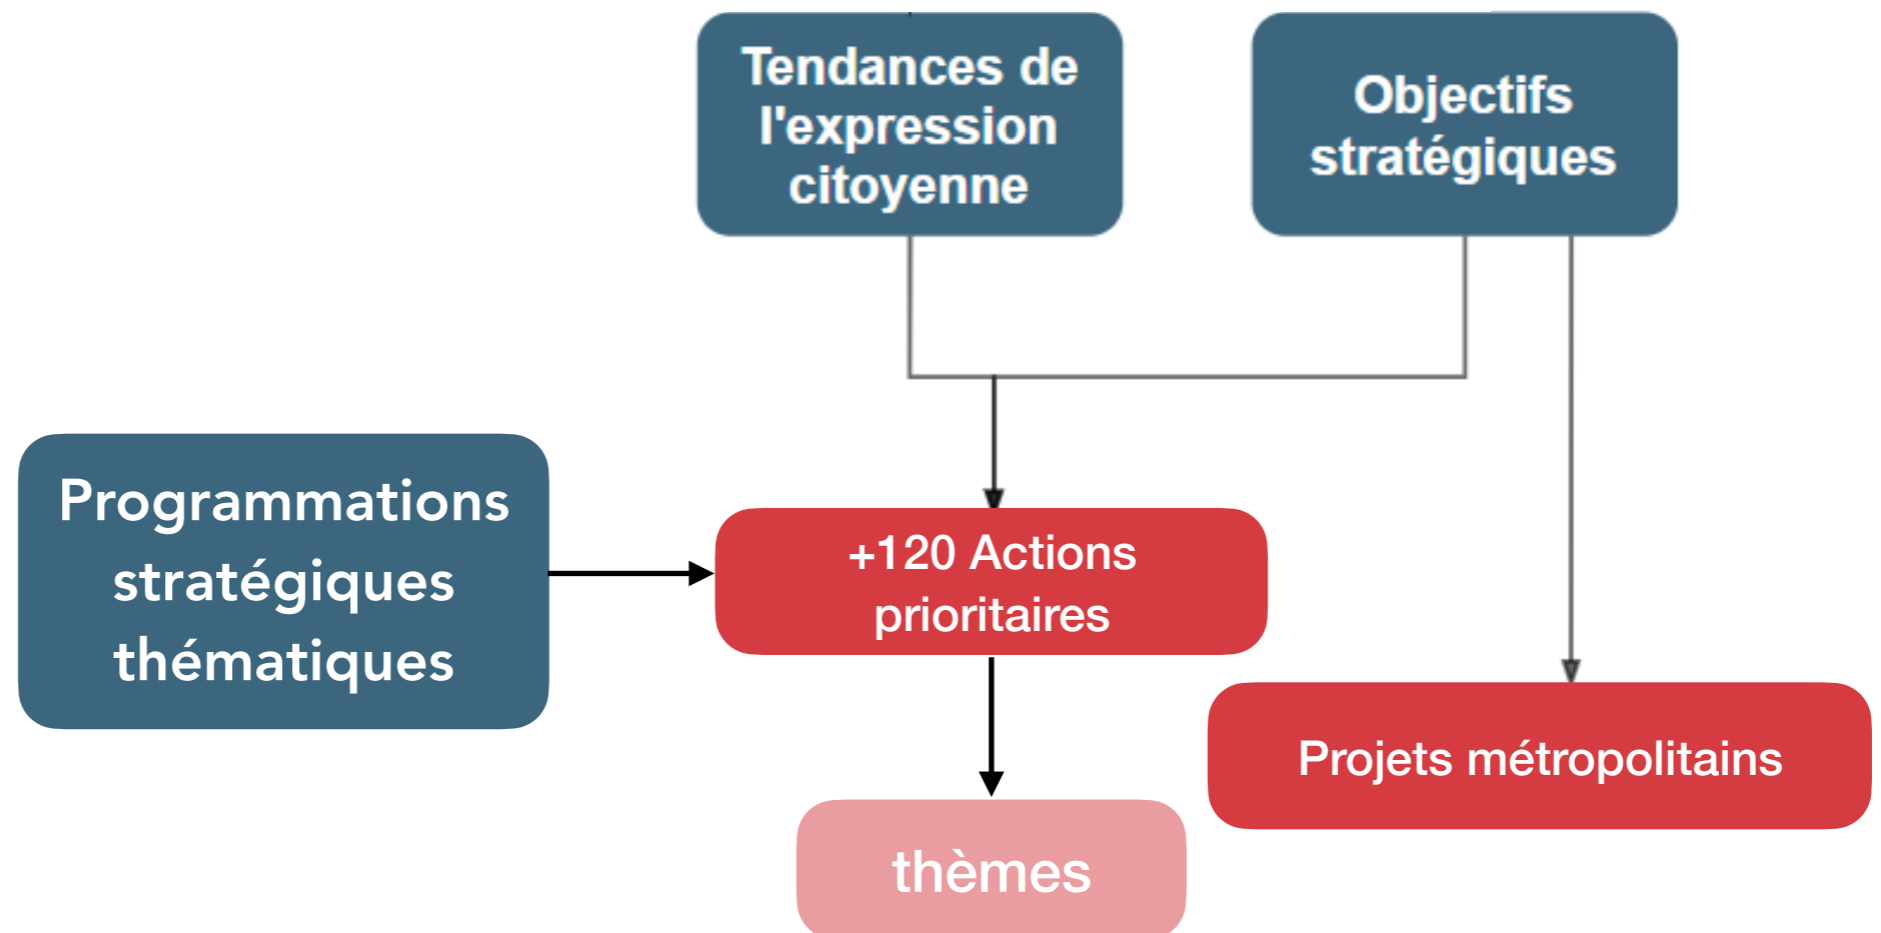 Tendances de
l'expression
citoyenne
Objectifs
stratégiques
Programmations
stratégiques
thématiques
+120 Actions
prioritaires
Projets métropolitains
thèmes